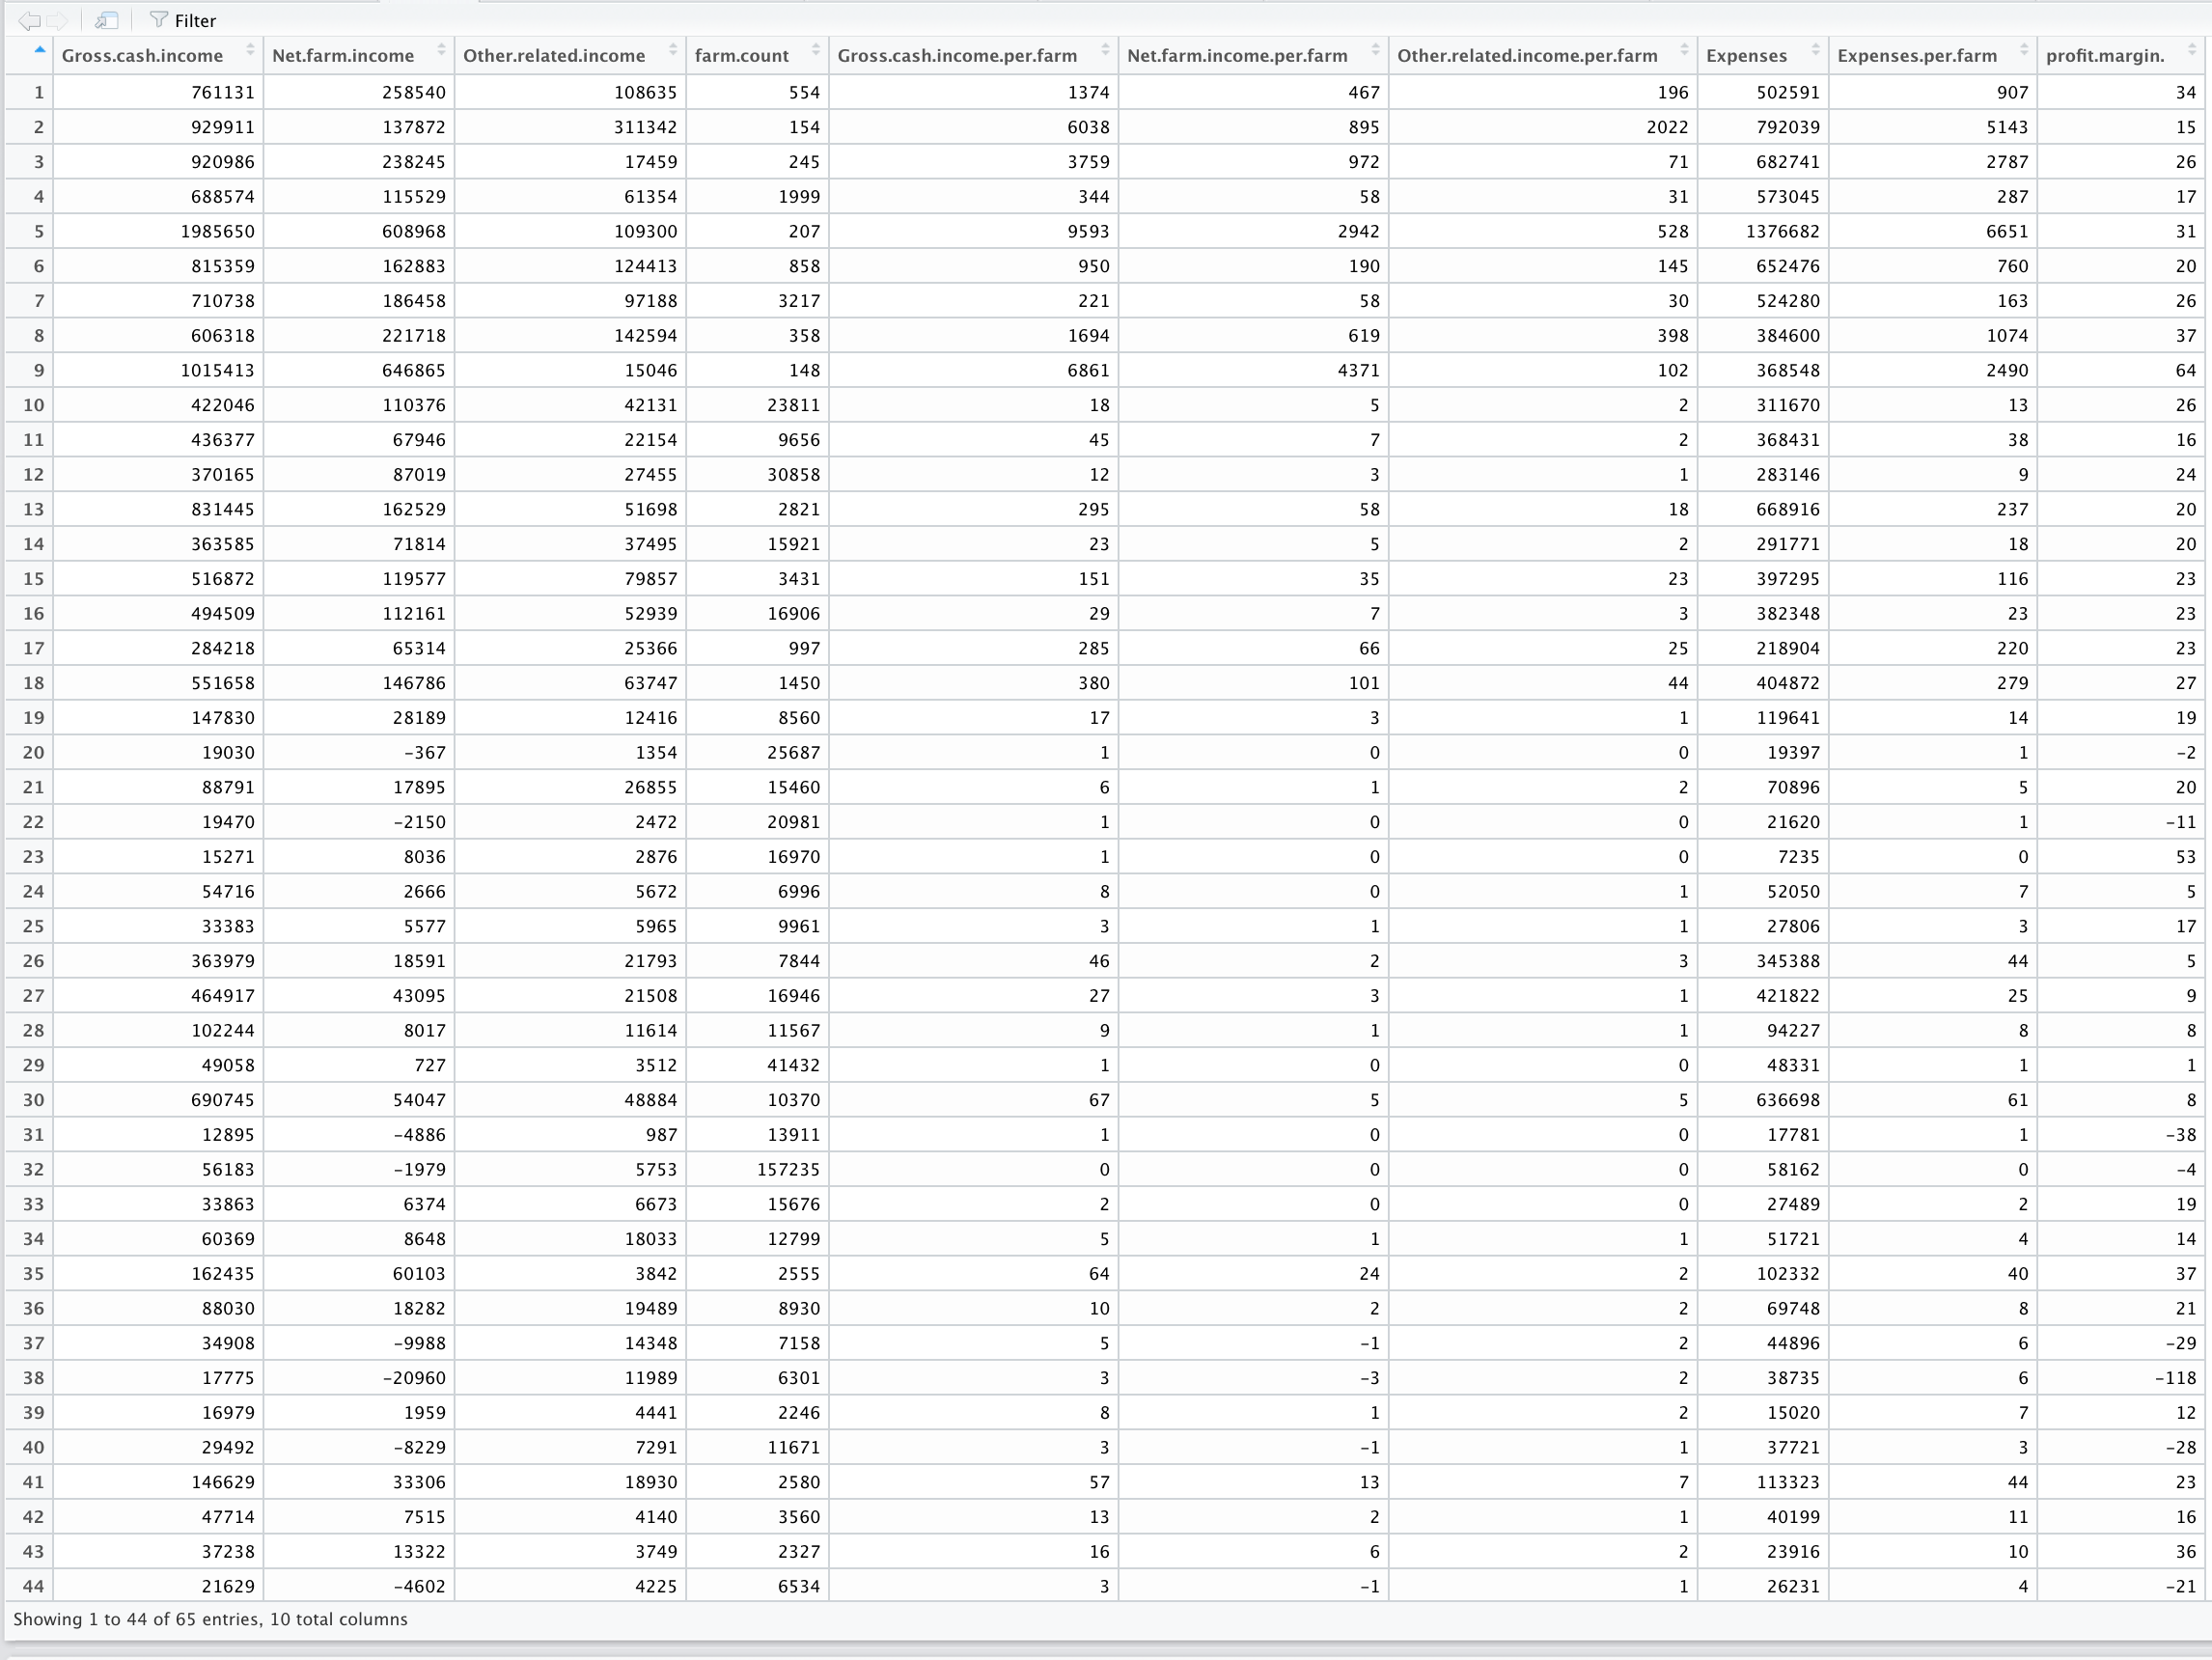 Filter
Gross.cash.income Net.farm.income Other.related.income farm.count Gross.cash.income.per.farm Net.farm.income.per.farm Other.related.income.per.farm Expenses Expenses.per.farm profit.margin.
1 761131 258540 108635 554 1374 467 196 502591 907 34
2 929911 137872 311342 154 6038 895 2022 792039 5143 15
3 920986 238245 17459 245 3759 972 71 682741 2787 26
4 688574 115529 61354 1999 344 58 31 573045 287 17
5 1985650 608968 109300 207 9593 2942 528 1376682 6651 31
6 815359 162883 124413 858 950 190 145 652476 760 20
7 710738 186458 97188 3217 221 58 30 524280 163 26
8 606318 221718 142594 358 1694 619 398 384600 1074 37
9 1015413 646865 15046 148 6861 4371 102 368548 2490 64
10 422046 110376 42131 23811 18 5 2 311670 13 26
11 436377 67946 22154 9656 45 7 2 368431 38 16
12 370165 87019 27455 30858 12 3 1 283146 9 24
13 831445 162529 51698 2821 295 58 18 668916 237 20
14 363585 71814 37495 15921 23 5 2 291771 18 20
15 516872 119577 79857 3431 151 35 23 397295 116 23
16 494509 112161 52939 16906 29 7 3 382348 23 23
17 284218 65314 25366 997 285 66 25 218904 220 23
18 551658 146786 63747 1450 380 101 44 404872 279 27
19 147830 28189 12416 8560 17 3 1 119641 14 19
20 19030 -367 1354 25687 1 0 0 19397 1 -2
21 88791 17895 26855 15460 6 1 2 70896 5 20
22 19470 -2150 2472 20981 1 0 0 21620 1 -11
23 15271 8036 2876 16970 1 0 0 7235 0 53
24 54716 2666 5672 6996 8 0 1 52050 7 5
25 33383 5577 5965 9961 3 1 1 27806 3 17
26 363979 18591 21793 7844 46 2 3 345388 44 5
27 464917 43095 21508 16946 27 3 1 421822 25 9
28 102244 8017 11614 11567 9 1 1 94227 8 8
29 49058 727 3512 41432 1 0 0 48331 1 1
30 690745 54047 48884 10370 67 5 5 636698 61 8
31 12895 -4886 987 13911 1 0 0 17781 1 -38
32 56183 -1979 5753 157235 0 0 0 58162 0 -4
33 33863 6374 6673 15676 2 0 0 27489 2 19
34 60369 8648 18033 12799 5 1 1 51721 4 14
35 162435 60103 3842 2555 64 24 2 102332 40 37
36 88030 18282 19489 8930 10 2 2 69748 8 21
37 34908 -9988 14348 7158 5 -1 2 44896 6 -29
38 17775 -20960 11989 6301 3 -3 2 38735 6 -118
39 16979 1959 4441 2246 8 1 2 15020 7 12
40 29492 -8229 7291 11671 3 -1 1 37721 3 -28
41 146629 33306 18930 2580 57 13 7 113323 44 23
42 47714 7515 4140 3560 13 2 1 40199 11 16
43 37238 13322 3749 2327 16 6 2 23916 10 36
44 21629 -4602 4225 6534 3 -1 1 26231 4 -21
Showing 1 to 44 of 65 entries, 10 total columns